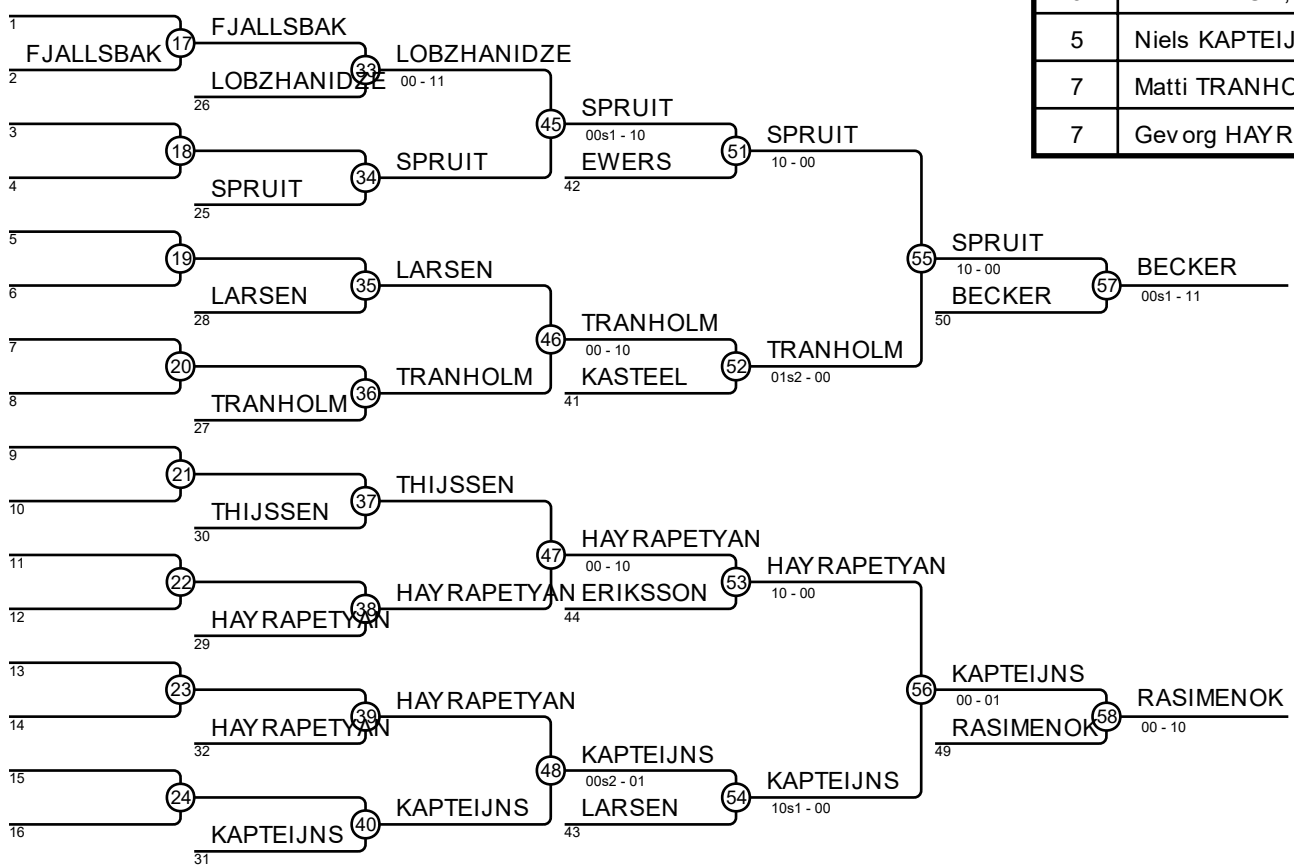 1
FJALLSBAK
2
17
FJALLSBAK
LOBZHANIDZE
26
33
LOBZHANIDZE
00 - 11
3
4
18
SPRUIT
25
34
SPRUIT
45
SPRUIT
00s1 - 10
EWERS
42
51
SPRUIT
10 - 00
5
6
19
LARSEN
28
35
LARSEN
7
8
20
TRANHOLM
27
36
TRANHOLM
46
TRANHOLM
00 - 10
KASTEEL
41
52
TRANHOLM
01s2 - 00
55
SPRUIT
10 - 00
BECKER
50
57
BECKER
00s1 - 11
9
10
21
THIJSSEN
30
37
THIJSSEN
11
12
22
HAYRAPETYAN
29
38
HAYRAPETYAN
47
HAYRAPETYAN
00 - 10
ERIKSSON
44
53
HAYRAPETYAN
10 - 00
13
14
23
HAYRAPETYAN
32
39
HAYRAPETYAN
15
16
24
KAPTEIJNS
31
40
KAPTEIJNS
48
KAPTEIJNS
00s2 - 01
LARSEN
43
54
KAPTEIJNS
10s1 - 00
56
KAPTEIJNS
00 - 01
RASIMENOK
49
58
RASIMENOK
00 - 10
5 Niels KAPTEIJ
7 Matti TRANHO
7 Gevorg HAYR